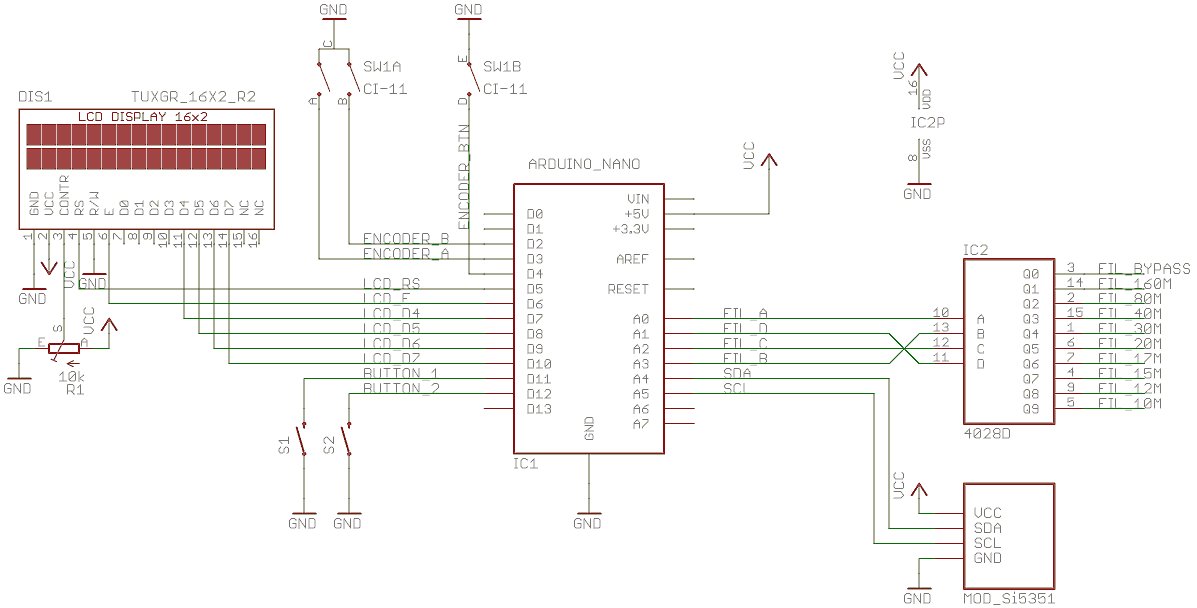 GND
GND
C
E
SW1A
CI-11
SW1B
CI-11
A
B
D
VCC
16
VDD
IC2P
8
VSS
GND
DIS1
TUXGR_16X2_R2
LCD DISPLAY 16x2
GND
VCC
CONTR
RS
R/W
E
D0
D1
D2
D3
D4
D5
D6
D7
NC
NC
1
2
3
4
5
6
7
8
9
10
11
12
13
14
15
16
GND
VCC
GND
VCC
S
E
A
10k
R1
GND
ENCODER_BTN
ENCODER_B
ENCODER_A
LCD_RS
LCD_E
LCD_D4
LCD_D5
LCD_D6
LCD_D7
BUTTON_1
BUTTON_2
S1
S2
GND
GND
ARDUINO_NANO
VCC
D0
D1
D2
D3
D4
D5
D6
D7
D8
D9
D10
D11
D12
D13
VIN
+5V
+3.3V
AREF
RESET
A0
A1
A2
A3
A4
A5
A6
A7
GND
IC1
GND
FIL_A
FIL_D
FIL_C
FIL_B
SDA
SCL
IC2
10
13
12
11
A
B
C
D
Q0
Q1
Q2
Q3
Q4
Q5
Q6
Q7
Q8
Q9
3 FIL_BYPASS
14 FIL_160M
2 FIL_80M
15 FIL_40M
1 FIL_30M
6 FIL_20M
7 FIL_17M
4 FIL_15M
9 FIL_12M
5 FIL_10M
4028D
VCC
VCC
SDA
SCL
GND
GND
MOD_Si5351